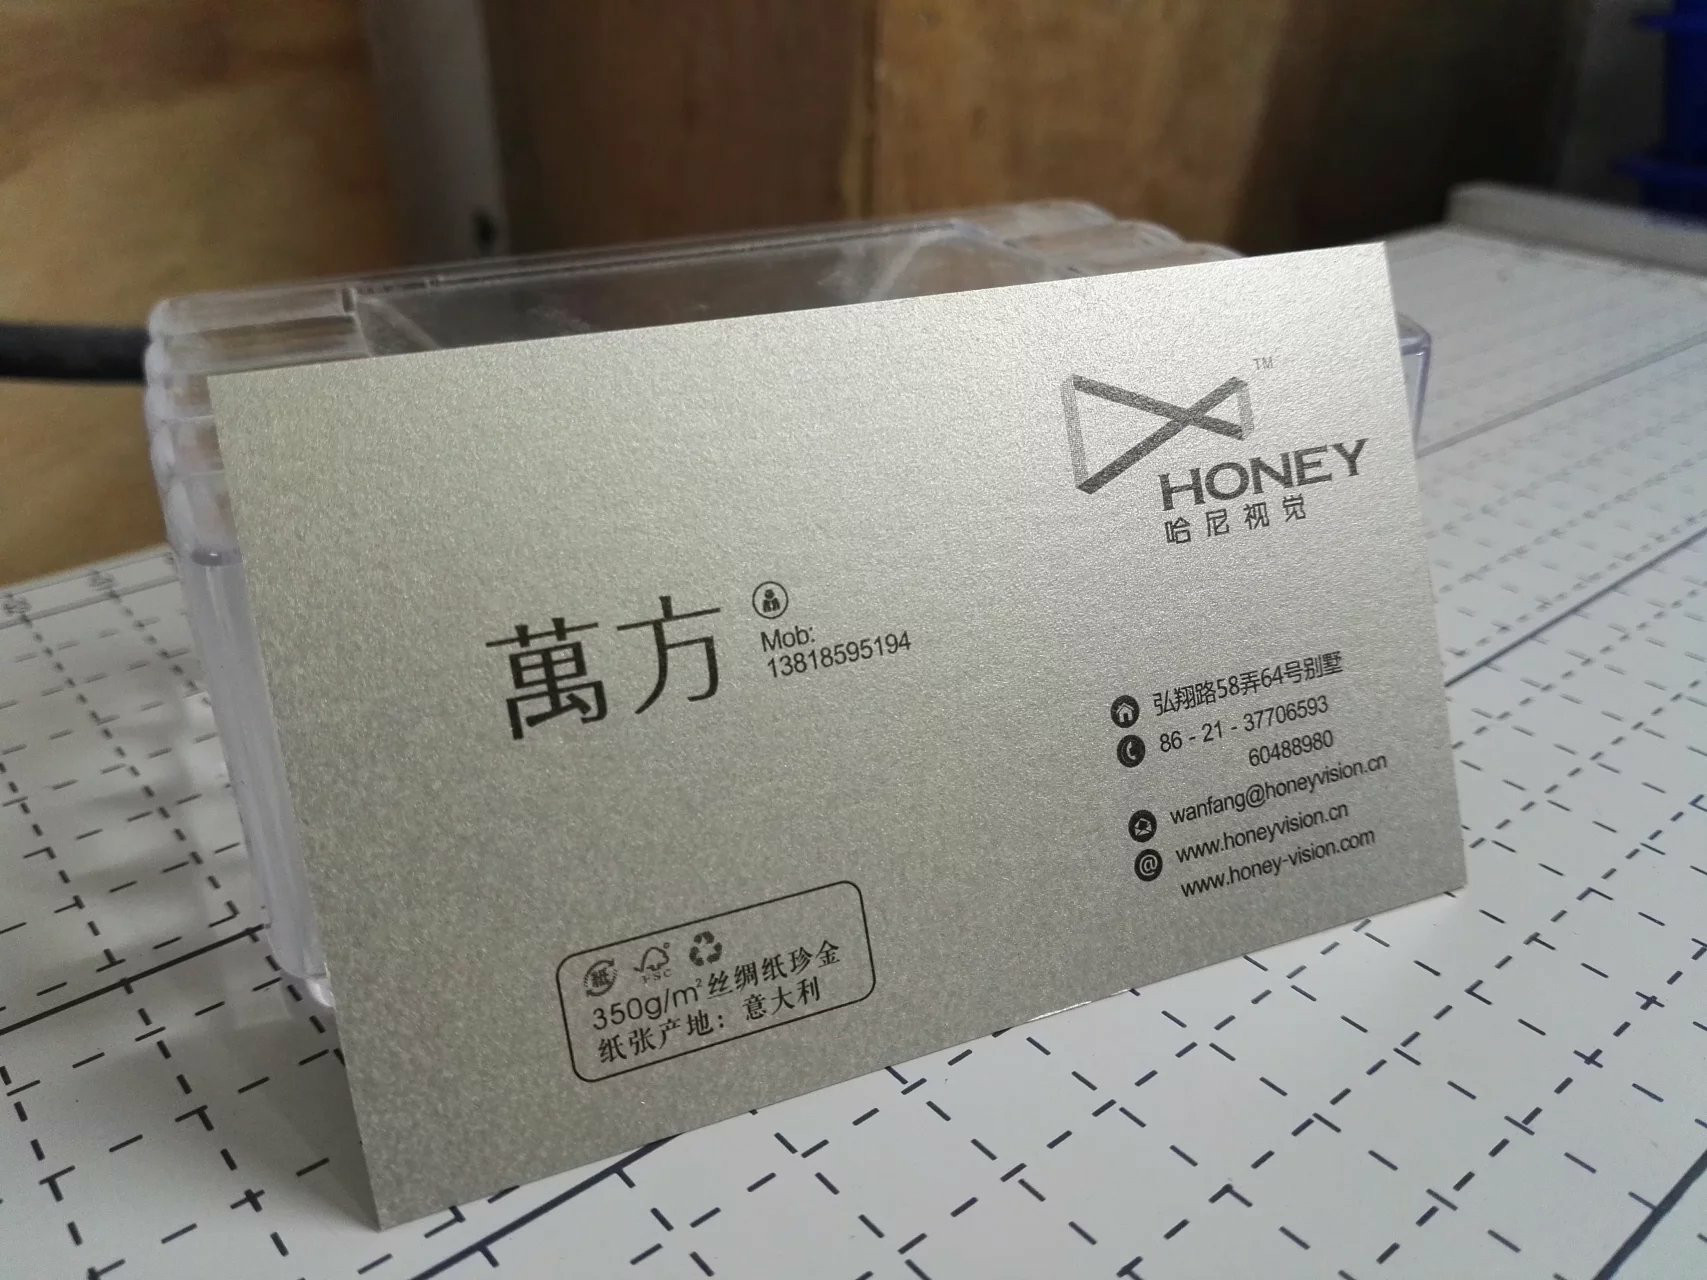 TM
HONEY
哈尼视觉
萬方
Mob:
13818595194
弘翔路58弄64号别墅
86 - 21 - 37706593
60488980
wanfang@honeyvision.cn
@
www.honeyvision.cn
www.honey-vision.com
紙
FSC
350g/m² 丝绸纸珍金
纸张产地：意大利